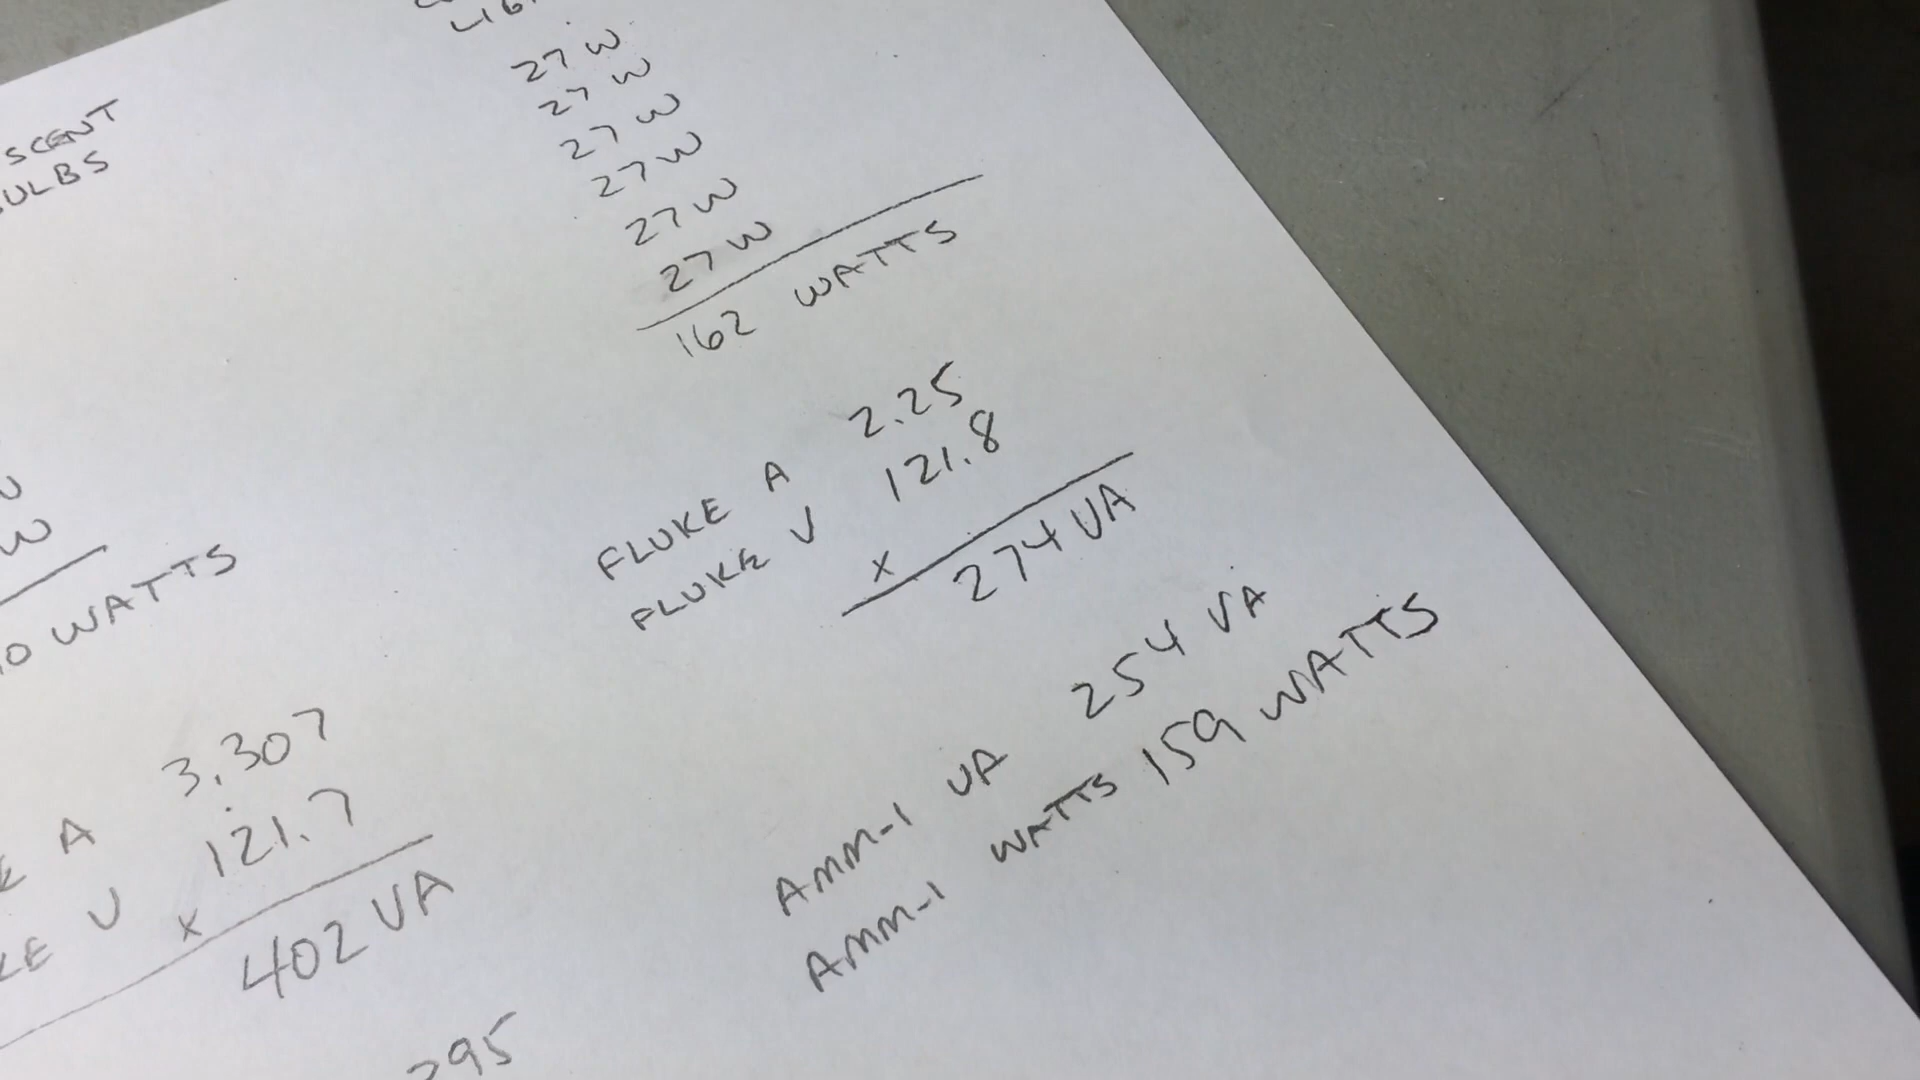 27 W
27 W
27 W
27 W
27 W
27 W
162 WATTS
FLUKE A 2.25
FLUKE V 121.8
X
274 VA
AMM-1 VA 254 VA
AMM-1 WATTS 159 WATTS
SCENT
ULBS
W
WATTS
A 3.307
V 121.7
X
402 VA
295